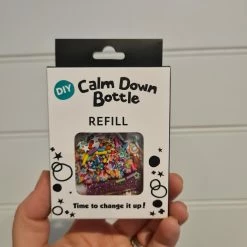 DIY
Calm Down
Bottle
REFILL
Time to change it up!